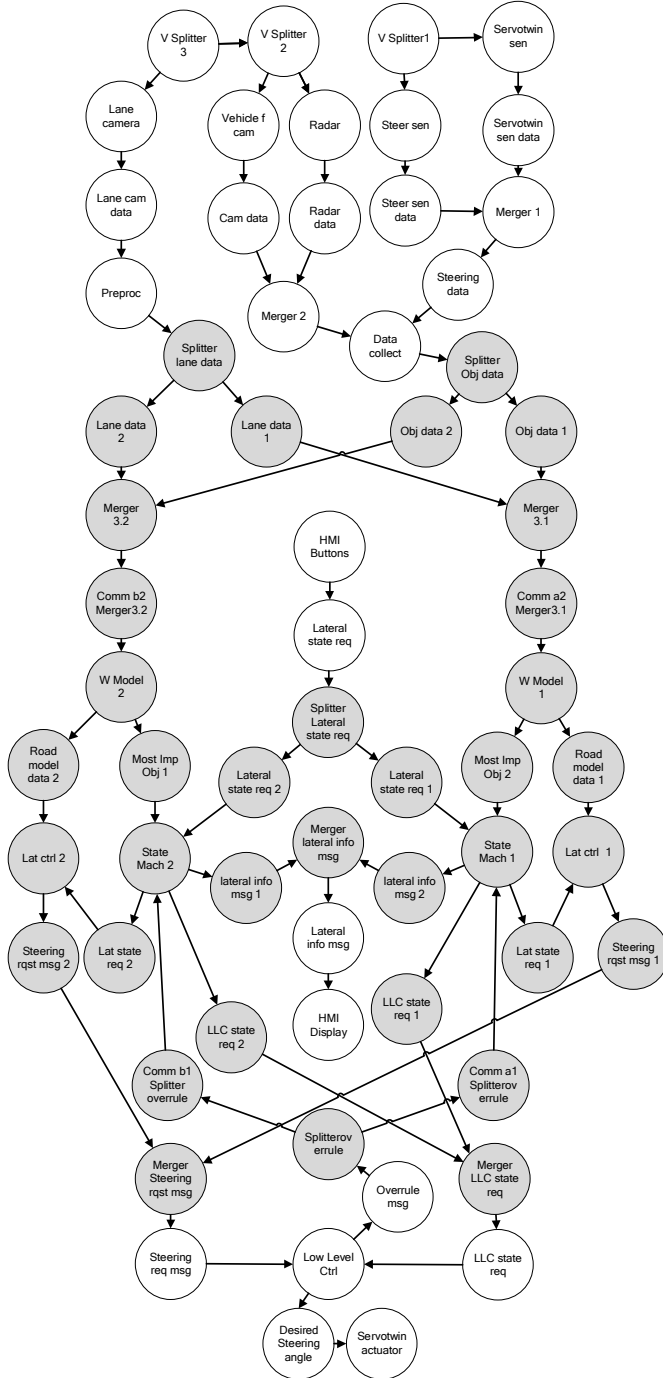 V Splitter
3
V Splitter
2
V Splitter1
Servotwin
sen
Lane
camera
Vehicle f
cam
Radar
Steer sen
Servotwin
sen data
Lane cam
data
Cam data
Radar
data
Steer sen
data
Merger 1
Preproc
Merger 2
Steering
data
Data
collect
Splitter
lane data
Splitter
Obj data
Lane data
2
Lane data
1
Obj data 2
Obj data 1
Merger
3.2
Merger
3.1
HMI
Buttons
Comm b2
Merger3.2
Comm a2
Merger3.1
Lateral
state req
W Model
2
W Model
1
Splitter
Lateral
state req
Road
model
data 2
Most Imp
Obj 1
Lateral
state req 2
Lateral
state req 1
Most Imp
Obj 2
Road
model
data 1
Lat ctrl 2
State
Mach 2
Merger
lateral info
msg
State
Mach 1
Lat ctrl 1
lateral info
msg 1
lateral info
msg 2
Steering
rqst msg 2
Lat state
req 2
Lateral
info msg
Lat state
req 1
Steering
rqst msg 1
LLC state
req 2
HMI
Display
LLC state
req 1
Comm b1
Splitter
overrule
Comm a1
Splitterov
errule
Splitterov
errule
Merger
Steering
rqst msg
Merger
LLC state
req
Overrule
msg
Steering
req msg
Low Level
Ctrl
LLC state
req
Desired
Steering
angle
Servotwin
actuator